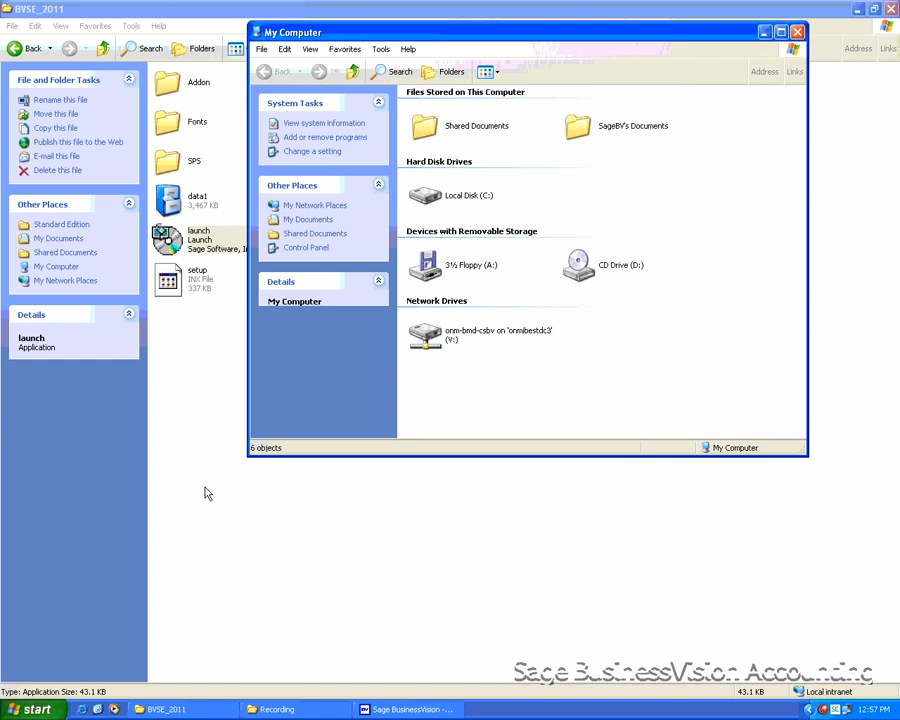 BVSE_2011
File Edit View Favorites Tools Help
Back Search Folders
Address Links
File and Folder Tasks
Rename this file
Move this file
Copy this file
Publish this file to the Web
E-mail this file
Delete this file
Other Places
Standard Edition
My Documents
Shared Documents
My Computer
My Network Places
Details
launch
Application
Addon
Fonts
SPS
data1
3,467 KB
launch
Launch
Sage Software, I
setup
INX File
337 KB
My Computer
File Edit View Favorites Tools Help
Back Search Folders
Address Links
System Tasks
View system information
Add or remove programs
Change a setting
Other Places
My Network Places
My Documents
Shared Documents
Control Panel
Details
My Computer
Files Stored on This Computer
Shared Documents
SageBV's Documents
Hard Disk Drives
Local Disk (C:)
Devices with Removable Storage
3½ Floppy (A:)
CD Drive (D:)
Network Drives
onm-bmd-csbv on 'onmibestdc3'
(V:)
6 objects
My Computer
Sage BusinessVision Accounting
Type: Application Size: 43.1 KB
43.1 KB
Local intranet
start
BVSE_2011
Recording
Sage BusinessVision - ...
SE
12:57 PM